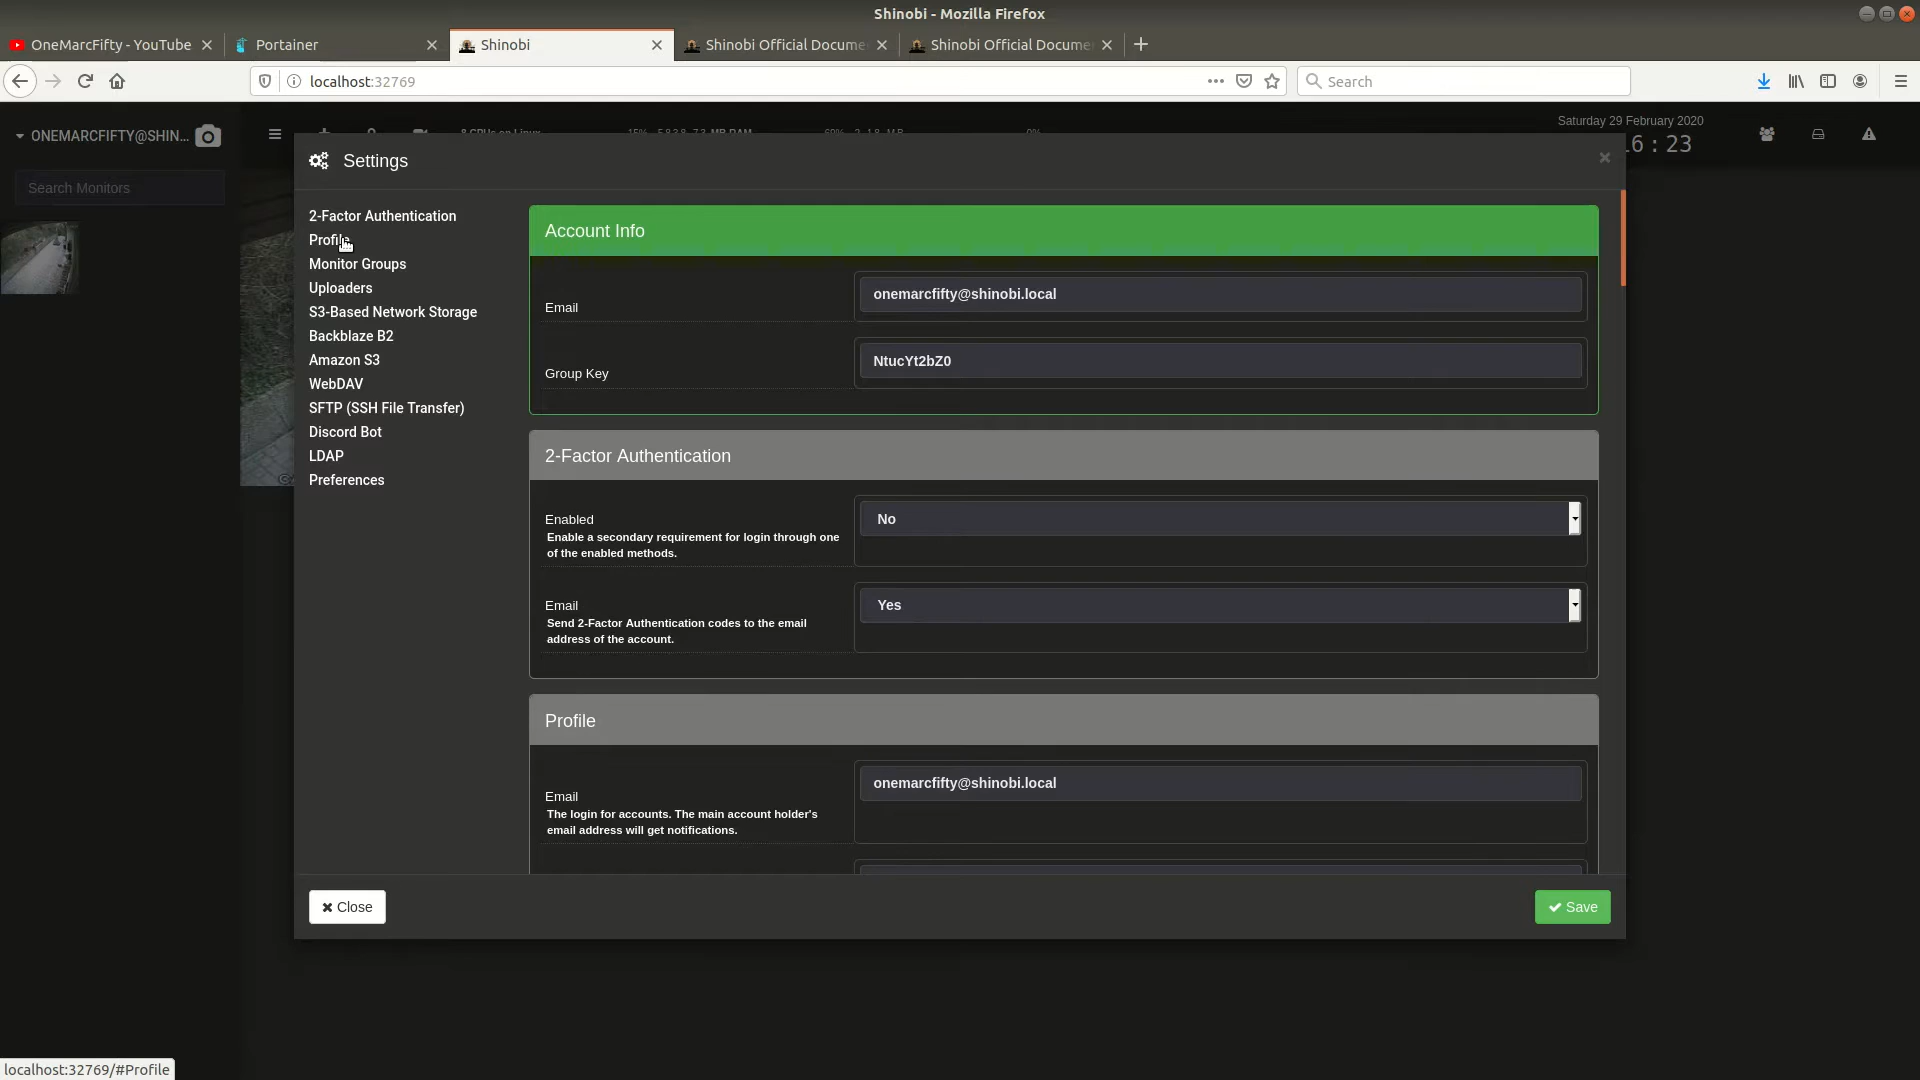 Shinobi - Mozilla Firefox
OneMarcFifty - YouTube
Portainer
Shinobi
Shinobi Official Docume
Shinobi Official Docume
localhost:32769
Search
ONEMARCFIFTY@SHIN...
Saturday 29 February 2020
6 : 23
Search Monitors
Settings
2-Factor Authentication
Profile
Monitor Groups
Uploaders
S3-Based Network Storage
Backblaze B2
Amazon S3
WebDAV
SFTP (SSH File Transfer)
Discord Bot
LDAP
Preferences
Account Info
Email
onemarcfifty@shinobi.local
Group Key
NtucYt2bZ0
2-Factor Authentication
Enabled
Enable a secondary requirement for login through one
of the enabled methods.
No
Email
Send 2-Factor Authentication codes to the email
address of the account.
Yes
Profile
Email
The login for accounts. The main account holder's
email address will get notifications.
onemarcfifty@shinobi.local
Close
Save
localhost:32769/#Profile